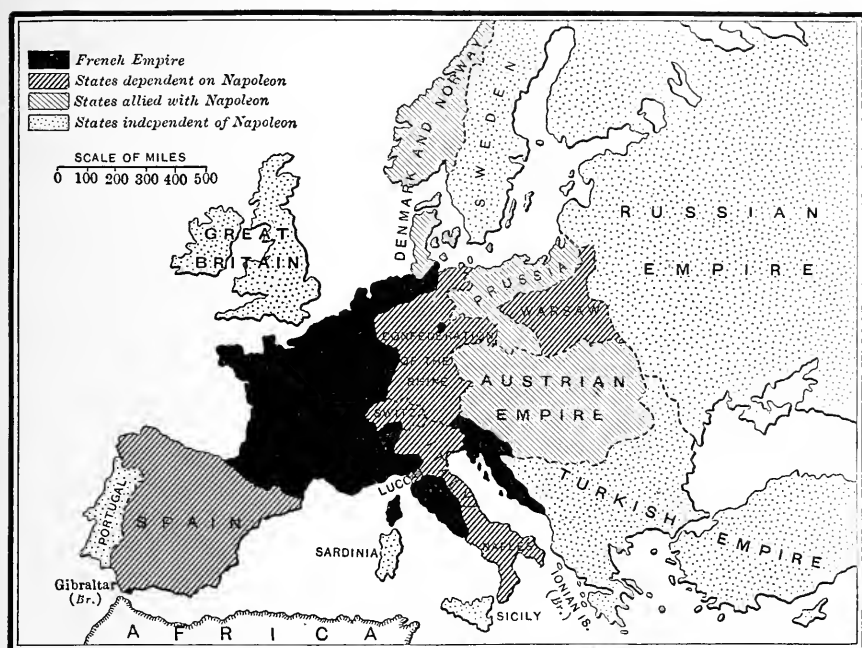 French Empire
States dependent on Napoleon
States allied with Napoleon
States independent of Napoleon
SCALE OF MILES
0 100 200 300 400 500
DENMARK AND NORWAY
SWEDEN
RUSSIAN
EMPIRE
GREAT
BRITAIN
PRUSSIA
WARSAW
CONFEDERATION
OF THE
RHINE
SWITZ.
AUSTRIAN
EMPIRE
LUCCA
PORTUGAL
SPAIN
SARDINIA
NAPLES
TURKISH
EMPIRE
Gibraltar
(Br.)
SICILY
IONIAN IS.
(Br.)
AFRICA